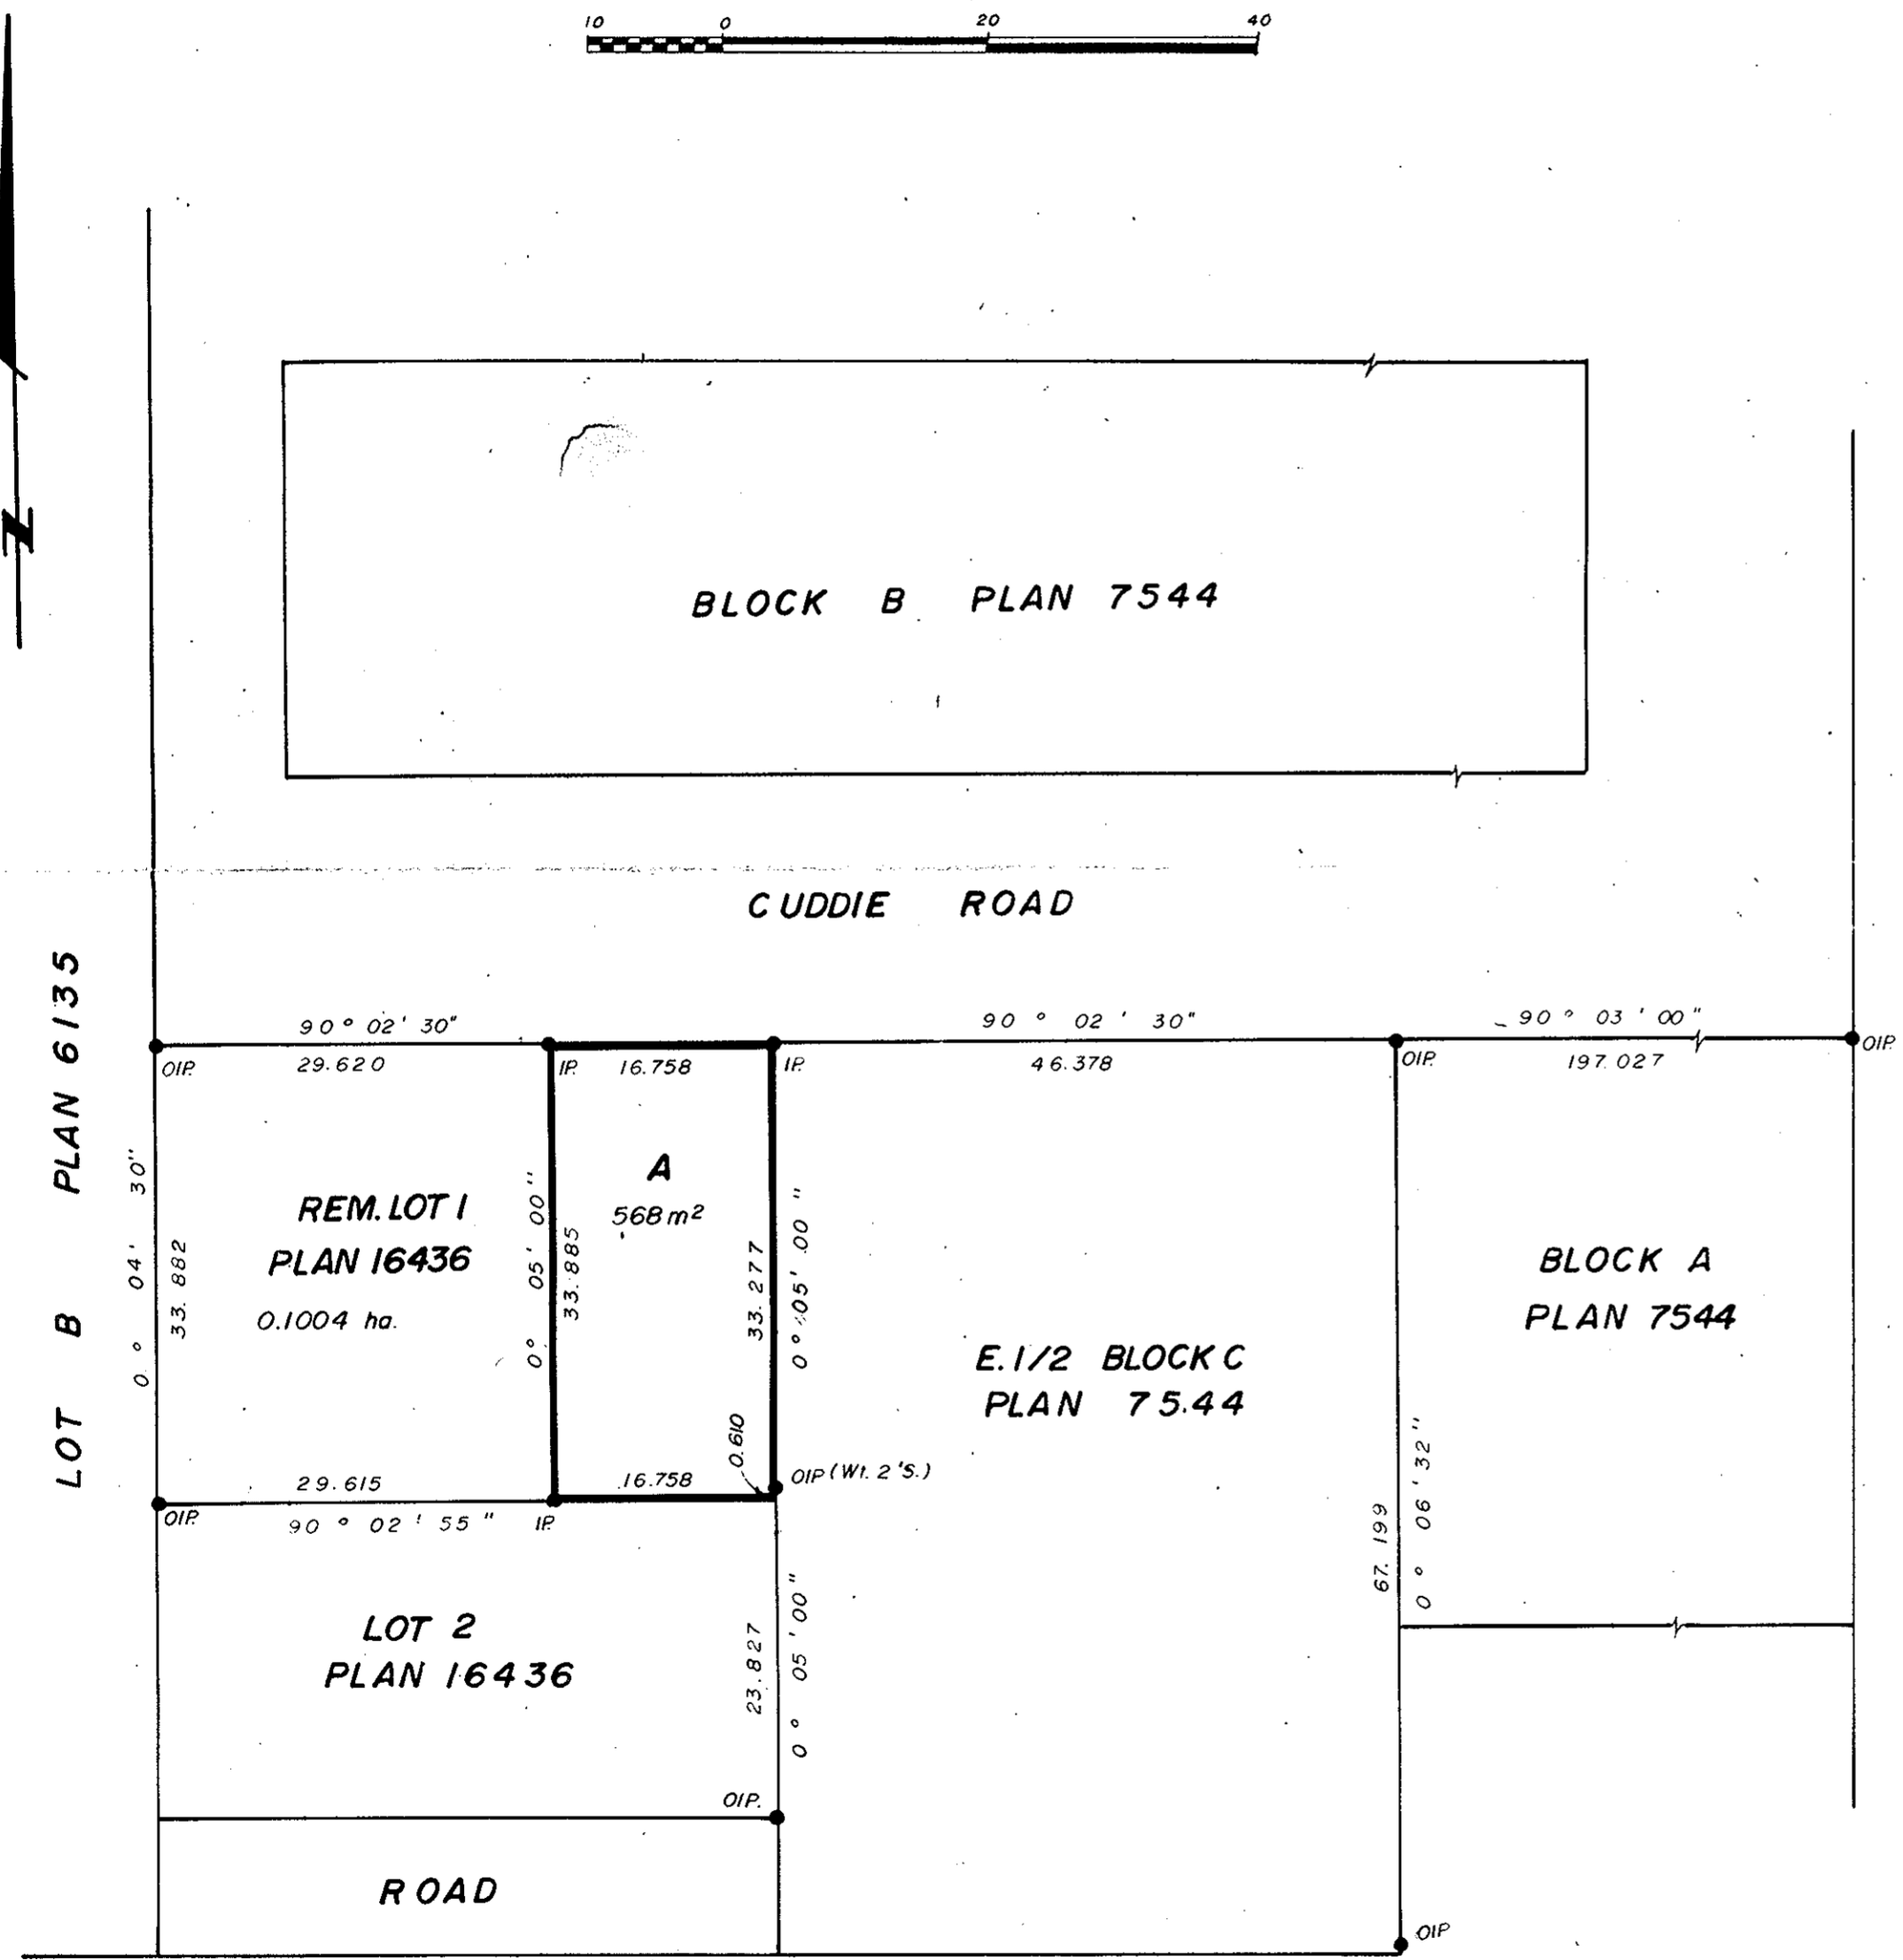 10 0 20 40
Z
BLOCK B PLAN 7544
CUDDIE ROAD
LOT B PLAN 6135
90° 02' 30"
29.620
OIP.
IP.
16.758
IP.
90° 02' 30"
46.378
OIP.
90° 03' 00"
197.027
OIP.
0° 04' 30"
33.882
REM. LOT 1
PLAN 16436
0.1004 ha.
0° 05' 00"
33.885
A
568 m2
33.277
0° 05' 00"
0.610
E.1/2 BLOCK C
PLAN 75.44
BLOCK A
PLAN 7544
29.615
OIP.
90° 02' 55"
IP.
16.758
OIP (Wt. 2'S.)
67.199
0° 06' 32"
LOT 2
PLAN 16436
23.827
0° 05' 00"
OIP.
ROAD
OIP